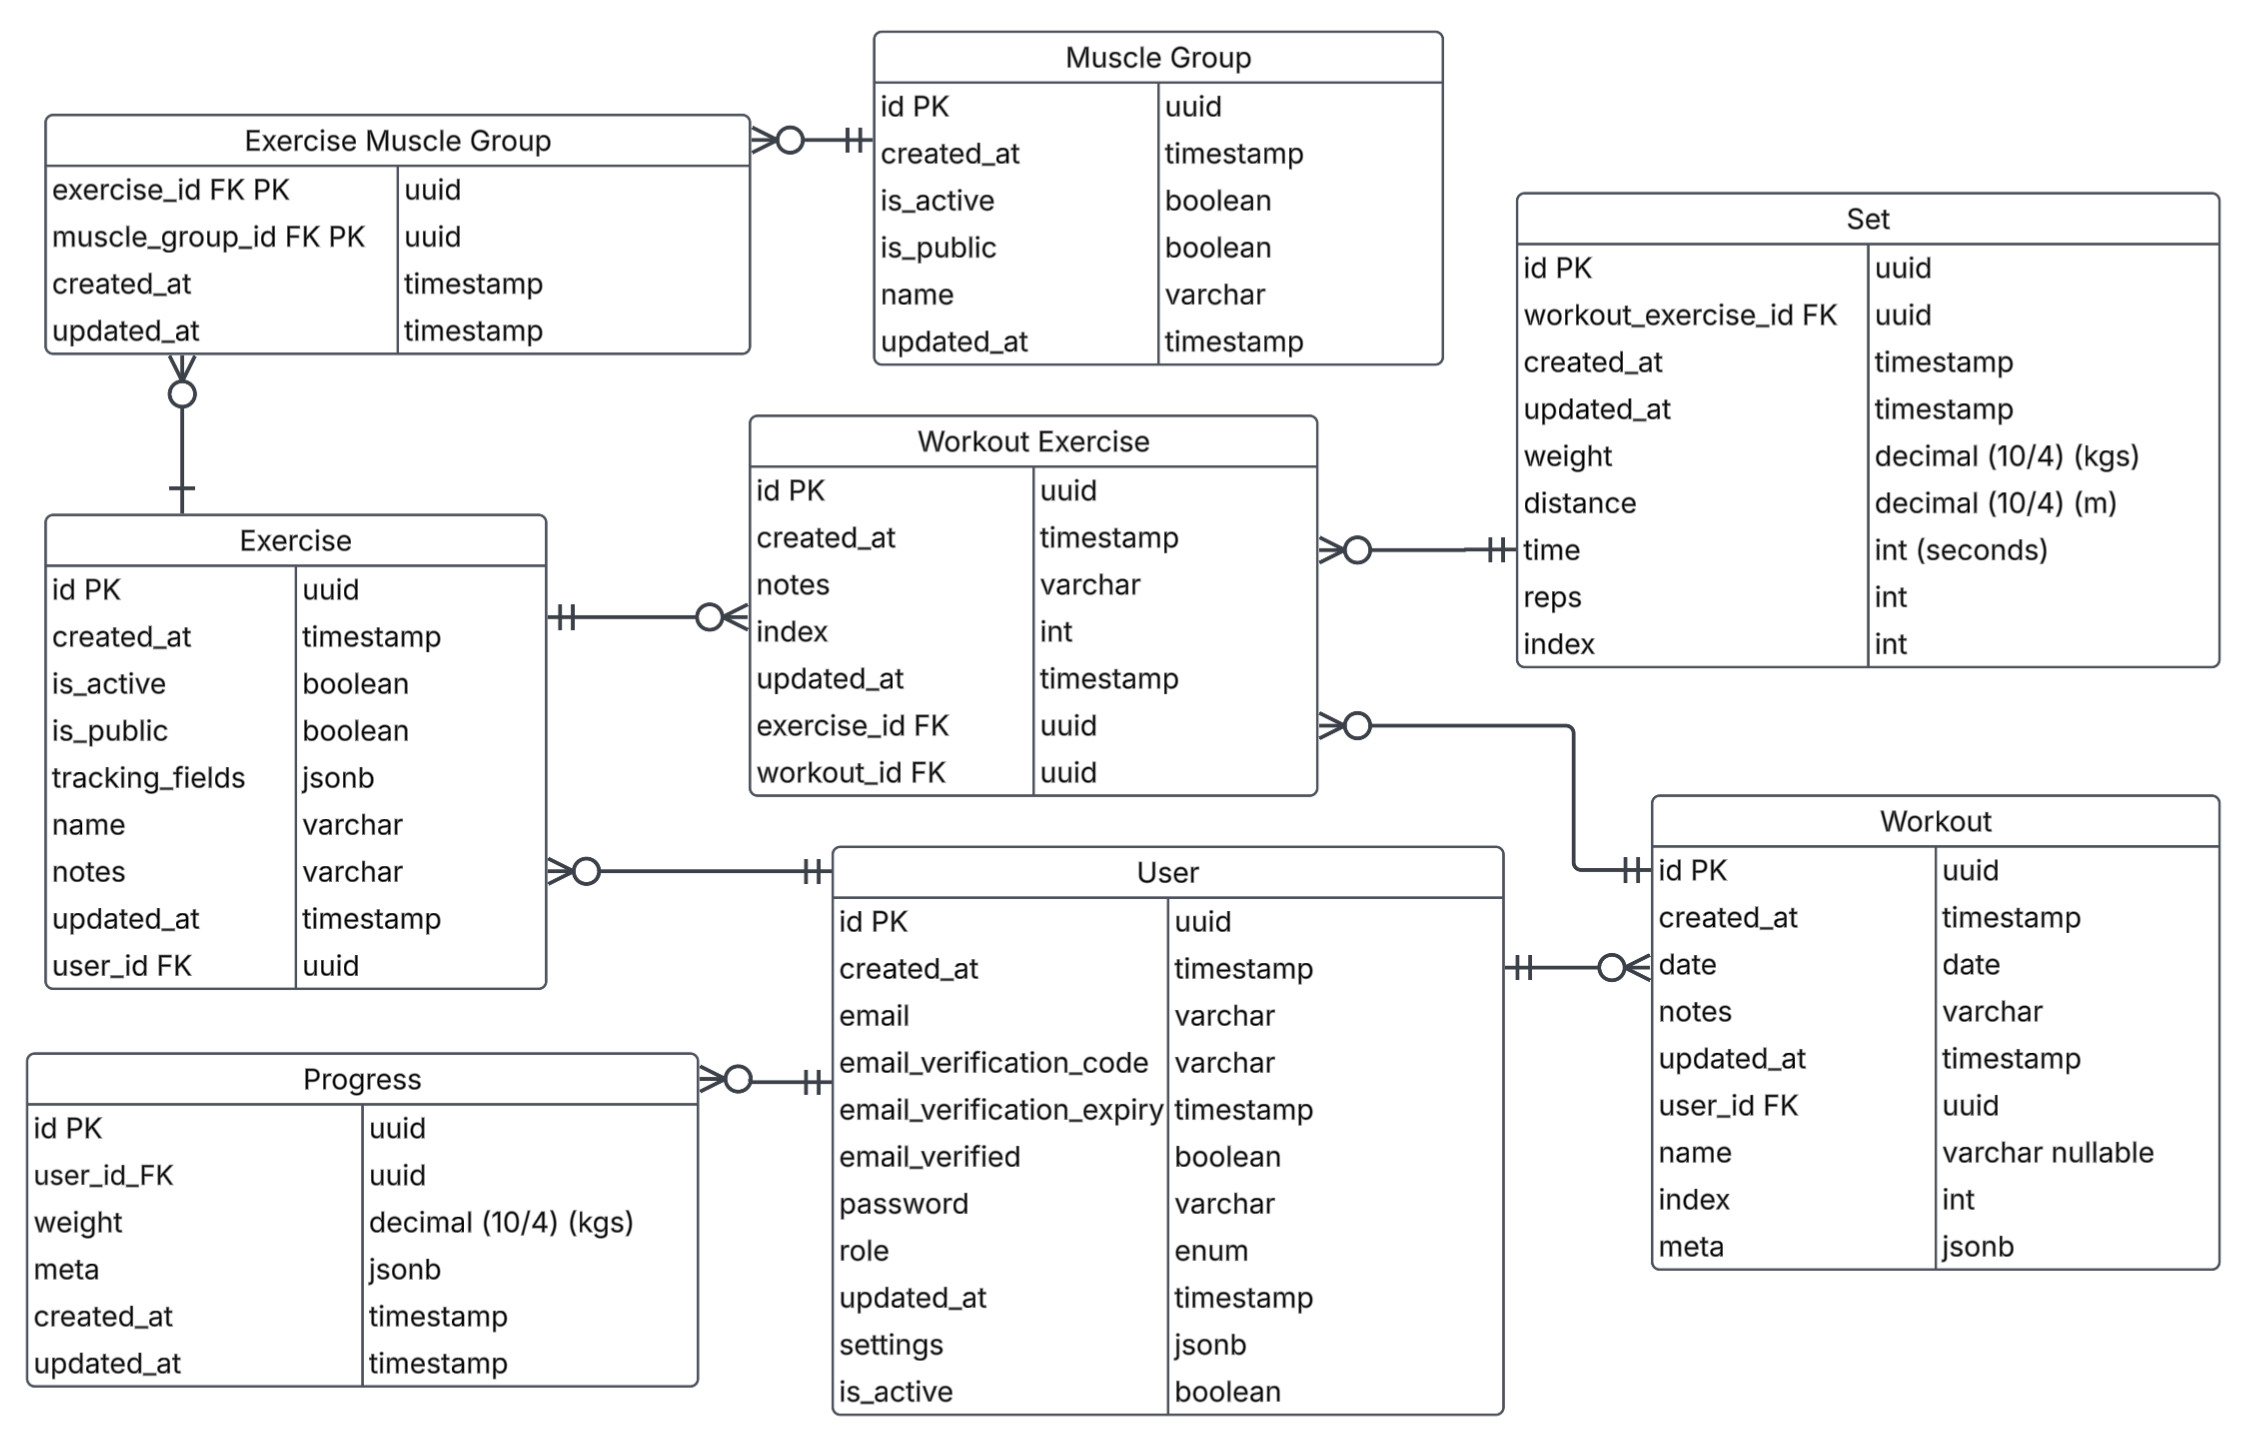 Muscle Group
id PK uuid
created_at timestamp
is_active boolean
is_public boolean
name varchar
updated_at timestamp
Exercise Muscle Group
exercise_id FK PK uuid
muscle_group_id FK PK uuid
created_at timestamp
updated_at timestamp
Set
id PK uuid
workout_exercise_id FK uuid
created_at timestamp
updated_at timestamp
weight decimal (10/4) (kgs)
distance decimal (10/4) (m)
time int (seconds)
reps int
index int
Workout Exercise
id PK uuid
created_at timestamp
notes varchar
index int
updated_at timestamp
exercise_id FK uuid
workout_id FK uuid
Exercise
id PK uuid
created_at timestamp
is_active boolean
is_public boolean
tracking_fields jsonb
name varchar
notes varchar
updated_at timestamp
user_id FK uuid
Workout
id PK uuid
created_at timestamp
date date
notes varchar
updated_at timestamp
user_id FK uuid
name varchar nullable
index int
meta jsonb
User
id PK uuid
created_at timestamp
email varchar
email_verification_code varchar
email_verification_expiry timestamp
email_verified boolean
password varchar
role enum
updated_at timestamp
settings jsonb
is_active boolean
Progress
id PK uuid
user_id_FK uuid
weight decimal (10/4) (kgs)
meta jsonb
created_at timestamp
updated_at timestamp